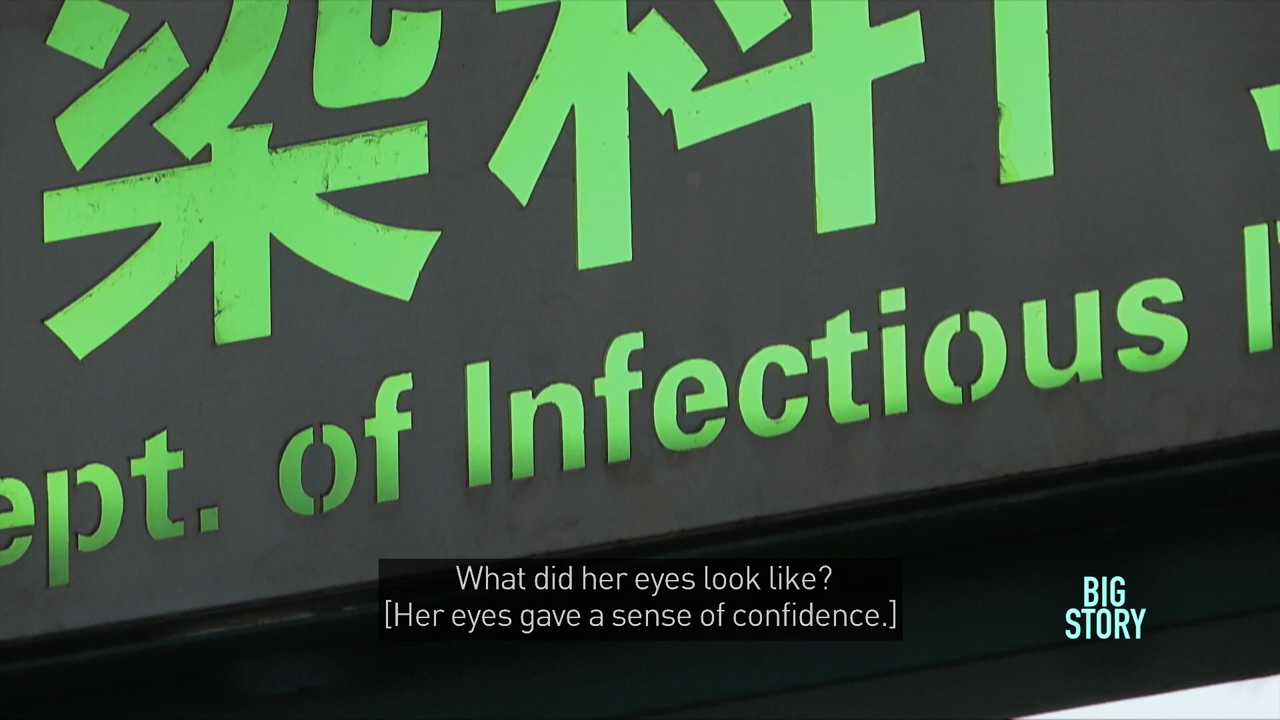 染科门
ept. of Infectious
What did her eyes look like?
[Her eyes gave a sense of confidence.]
BIG
STORY